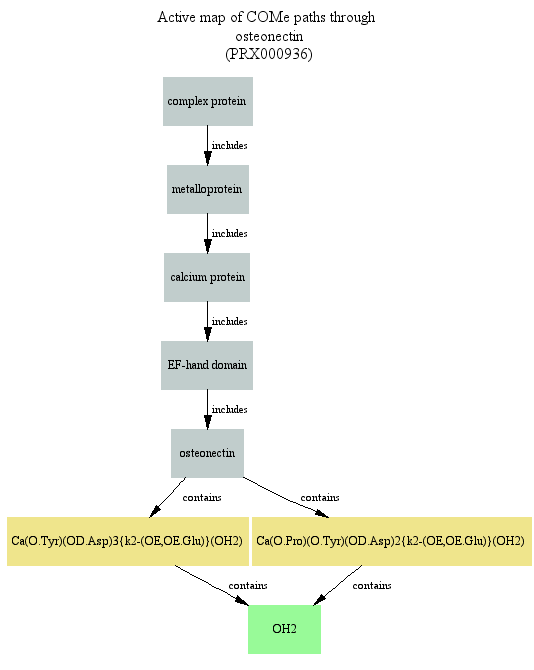 Active map of COMe paths through
osteonectin
(PRX000936)
complex protein
includes
metalloprotein
includes
calcium protein
includes
EF-hand domain
includes
osteonectin
contains
contains
Ca(O.Tyr)(OD.Asp)3{k2-(OE,OE.Glu)}(OH2)
Ca(O.Pro)(O.Tyr)(OD.Asp)2{k2-(OE,OE.Glu)}(OH2)
contains
contains
OH2